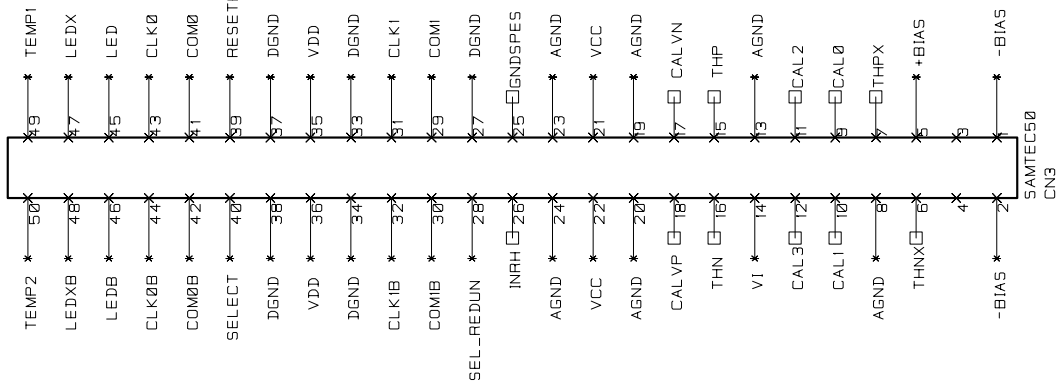 TEMP1
LEDX
LED
CLK0
COM0
DGND
VDD
DGND
CLK1
COM1
DGND
GNDSPES
AGND
VCC
AGND
CALVN
THP
AGND
CAL2
CAL0
THPX
+BIAS
-BIAS
49
47
45
43
41
39
37
35
33
31
29
27
25
23
21
19
17
15
13
11
9
7
5
3
1
SAMTEC50
CN3
50
48
46
44
42
40
38
36
34
32
30
28
26
24
22
20
18
16
14
12
10
8
6
4
2
TEMP2
LEDXB
LEDB
CLK0B
COM0B
SELECT
DGND
VDD
DGND
CLK1B
COM1B
SEL_REDUN
INRH
AGND
VCC
AGND
CALVP
THN
VI
CAL3
CAL1
AGND
THNX
-BIAS